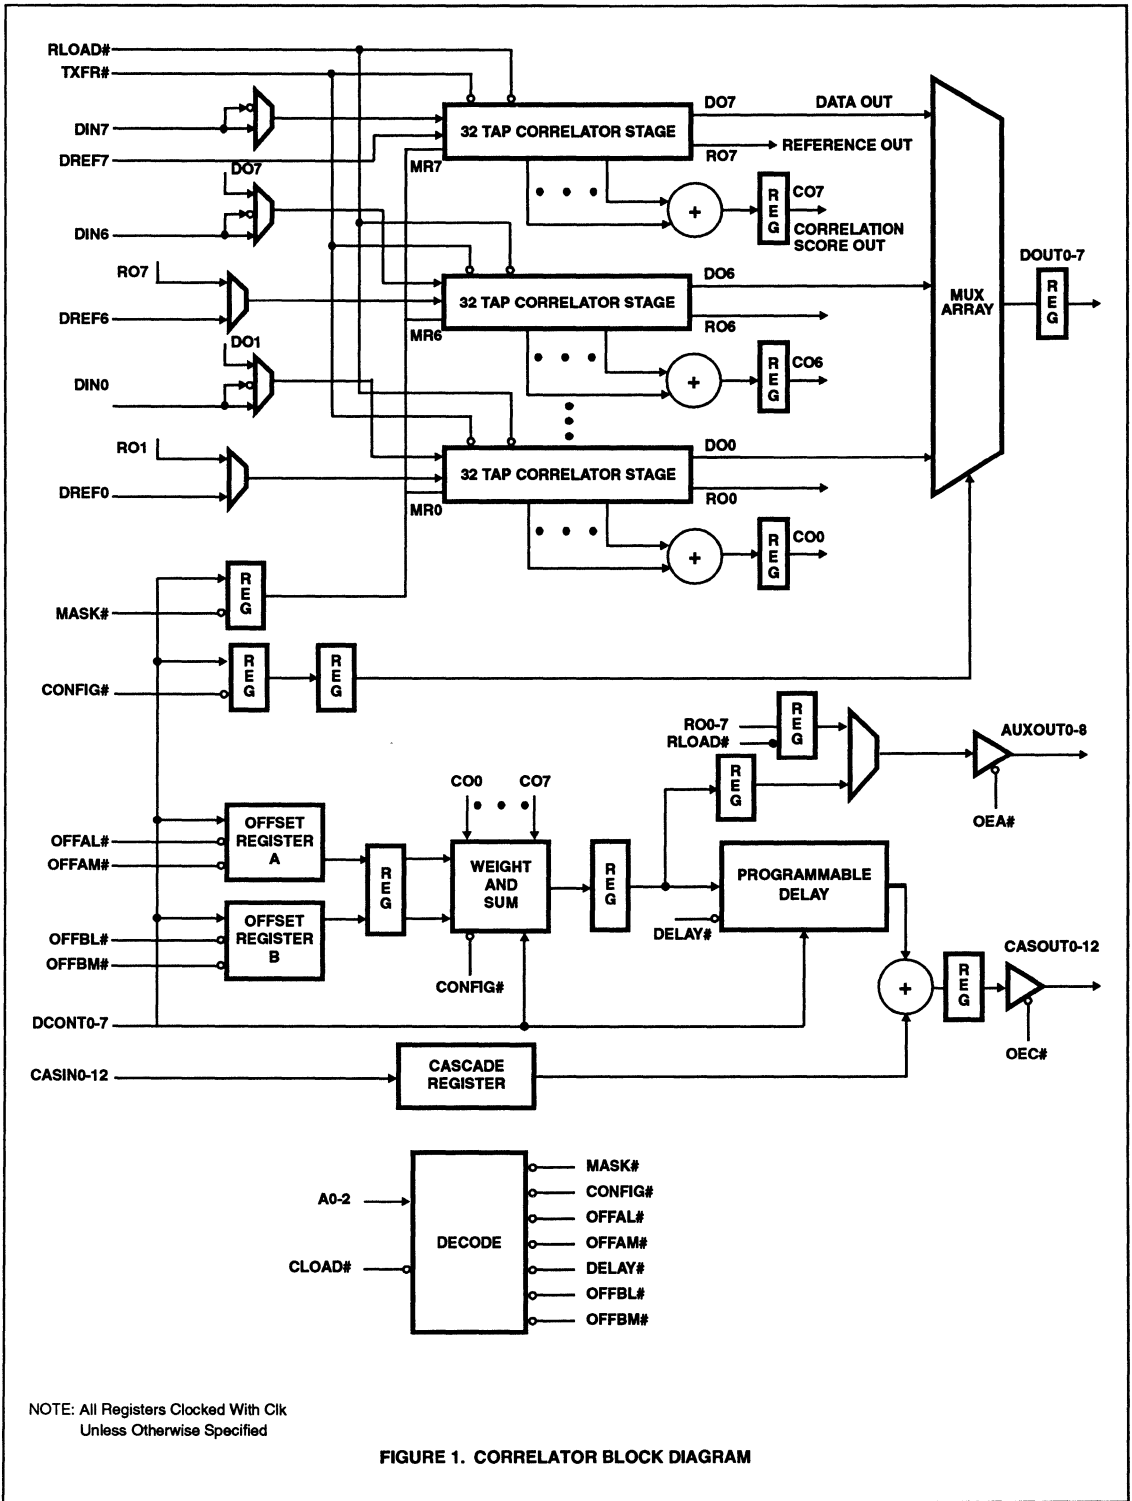 RLOAD#
TXFR#
DIN7
DREF7
DO7
DIN6
RO7
DREF6
DO1
DIN0
RO1
DREF0
32 TAP CORRELATOR STAGE
MR7
DO7 DATA OUT
RO7 REFERENCE OUT
+
REG
CO7
CORRELATION
SCORE OUT
32 TAP CORRELATOR STAGE
MR6
DO6
RO6
+
REG
CO6
32 TAP CORRELATOR STAGE
MR0
DO0
RO0
+
REG
CO0
MUX
ARRAY
DOUT0-7
REG
MASK#
REG
CONFIG#
REG
REG
RO0-7
RLOAD#
REG
REG
AUXOUT0-8
OEA#
CO0 CO7
OFFAL#
OFFAM#
OFFSET
REGISTER
A
OFFBL#
OFFBM#
OFFSET
REGISTER
B
REG
WEIGHT
AND
SUM
CONFIG#
REG
PROGRAMMABLE
DELAY
DELAY#
+
REG
CASOUT0-12
OEC#
DCONT0-7
CASIN0-12
CASCADE
REGISTER
A0-2
CLOAD#
DECODE
MASK#
CONFIG#
OFFAL#
OFFAM#
DELAY#
OFFBL#
OFFBM#
NOTE: All Registers Clocked With Clk
Unless Otherwise Specified
FIGURE 1. CORRELATOR BLOCK DIAGRAM